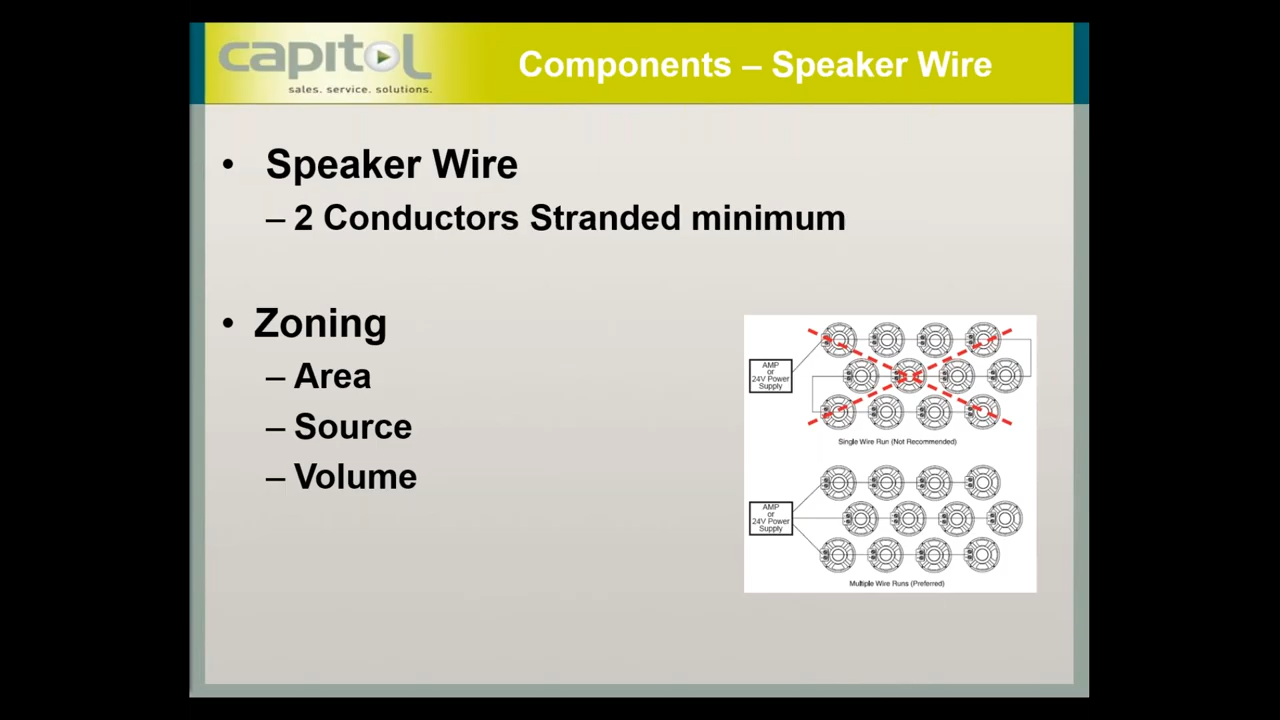 capitol
sales. service. solutions.
Components – Speaker Wire
• Speaker Wire
– 2 Conductors Stranded minimum
• Zoning
– Area
– Source
– Volume
AMP
or
24V Power
Supply
Single Wire Run (Not Recommended)
AMP
or
24V Power
Supply
Multiple Wire Runs (Preferred)